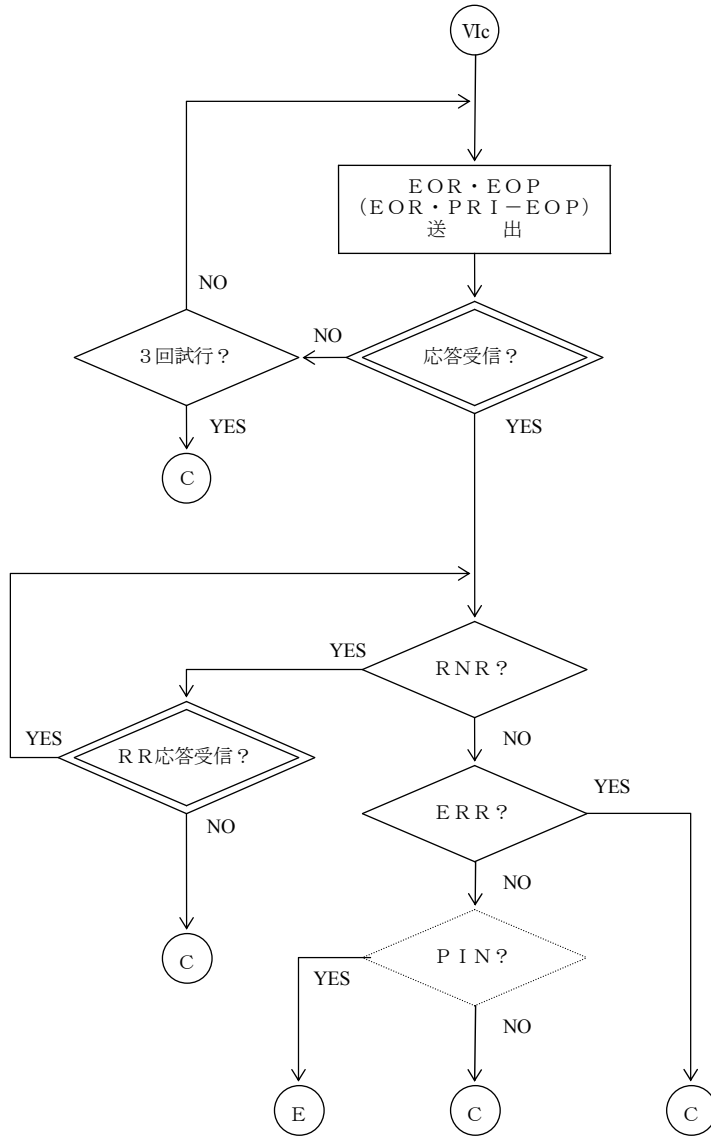 VIc
ＥＯＲ・ＥＯＰ
（ＥＯＲ・ＰＲＩ－ＥＯＰ）
送　　出
NO
３回試行？
NO
応答受信？
YES
YES
Ｃ
YES
ＲＮＲ？
YES
ＲＲ応答受信？
NO
NO
ＥＲＲ？
YES
NO
Ｃ
ＰＩＮ？
YES
NO
Ｅ
Ｃ
Ｃ